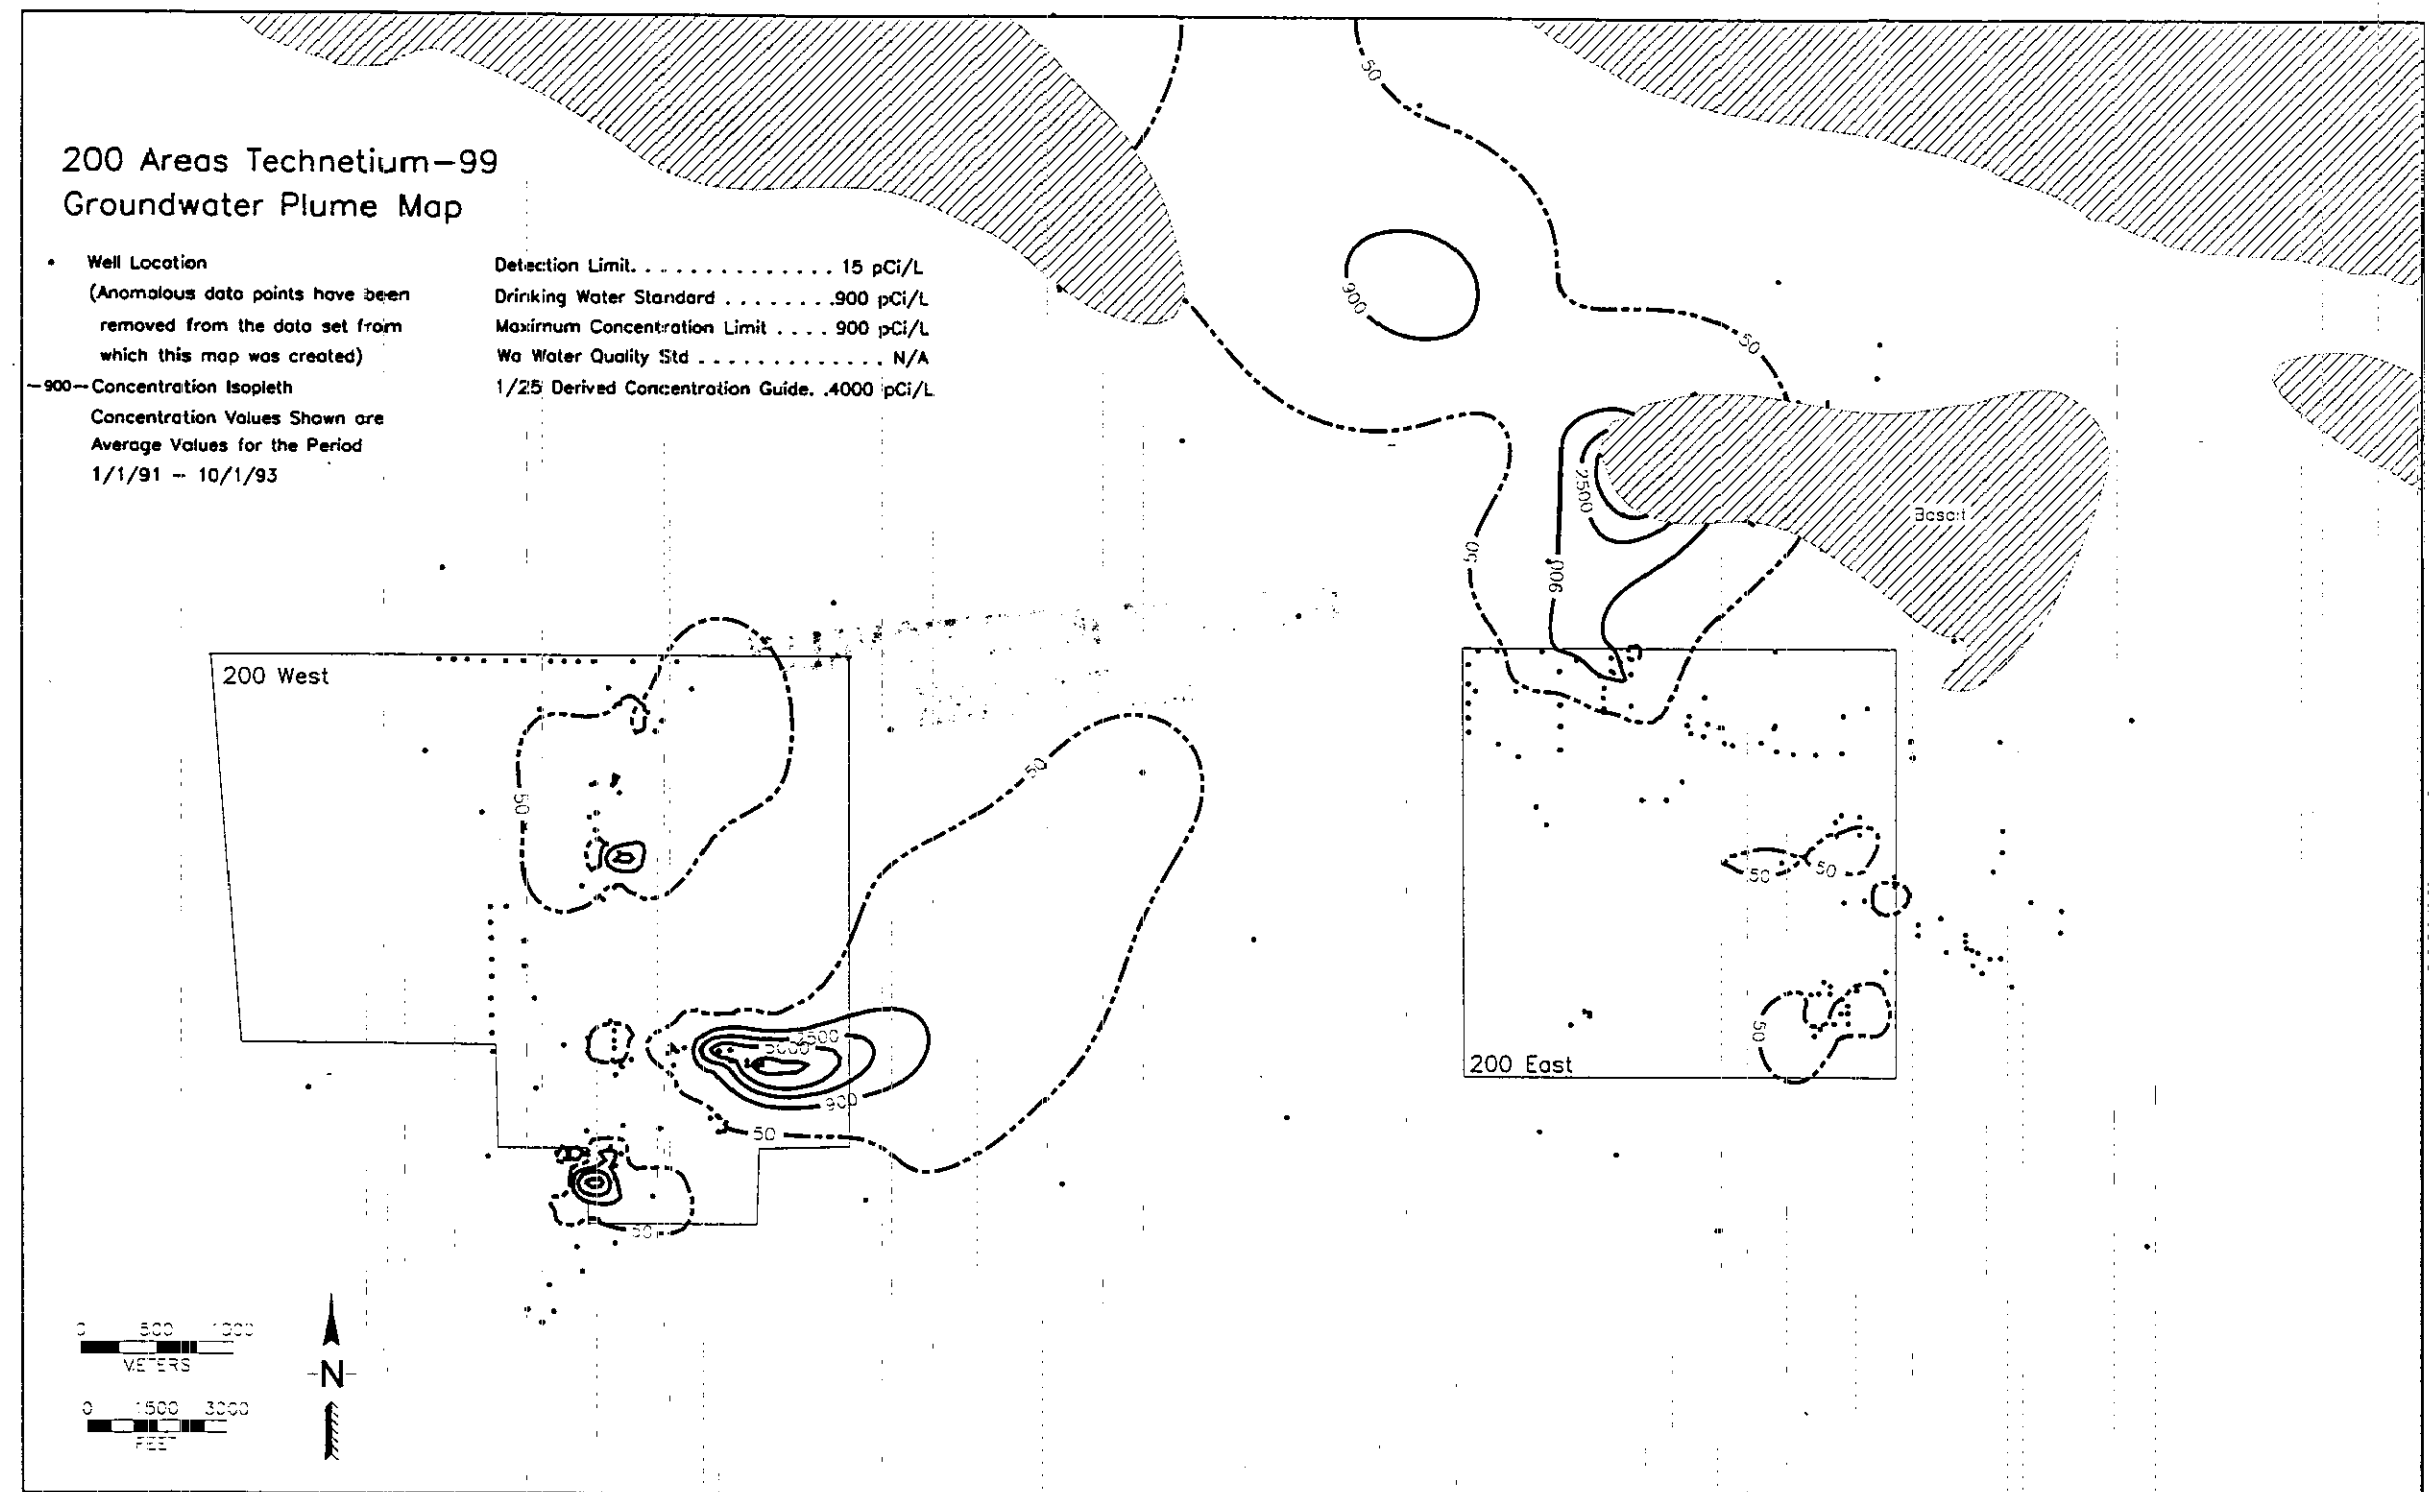 200 Areas Technetium-99
Groundwater Plume Map
Well Location
(Anomalous data points have been
removed from the data set from
which this map was created)
-900- Concentration Isopleth
Concentration Values Shown are
Average Values for the Period
1/1/91 - 10/1/93
Detection Limit. . . . . . . . . . . . . . . 15 pCi/L
Drinking Water Standard . . . . . . . .900 pCi/L
Maximum Concentration Limit . . . . 900 pCi/L
Wa Water Quality Std . . . . . . . . . . . . . . N/A
1/25 Derived Concentration Guide. .4000 pCi/L
50
900
50
2500
Basalt
50
900
200 West
50
50
50
50
2500
5000
900
50
50
50
200 East
0 500 1000
METERS
N
0 1500 3000
FEET